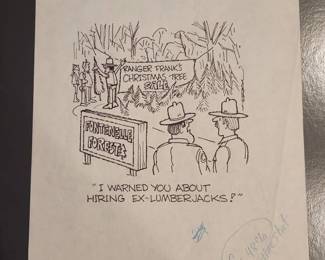 RANGER FRANK'S
CHRISTMAS TREE
SALE
FONTENELLE
FOREST
"I WARNED YOU ABOUT
HIRING EX-LUMBERJACKS!"